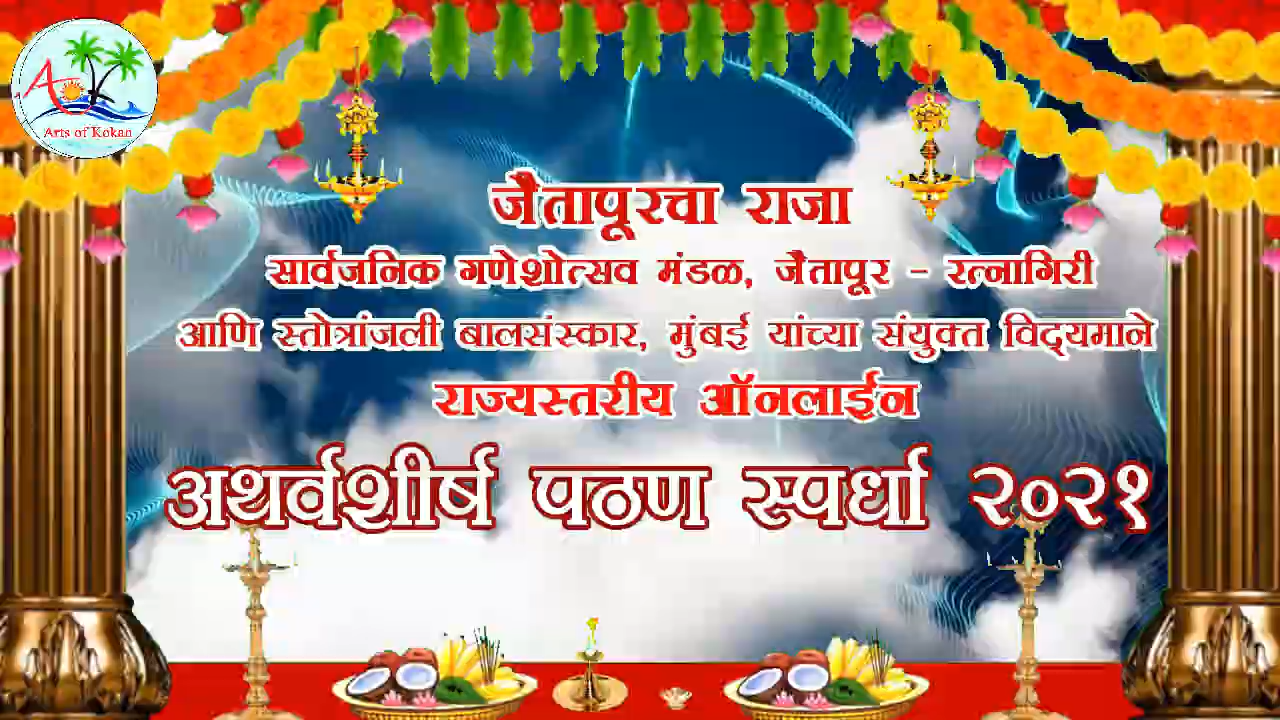 Arts of Kokan
जैतापूरचा राजा
सार्वजनिक गणेशोत्सव मंडळ, जैतापूर - रत्नागिरी
आणि स्तोत्रांजली बालसंस्कार, मुंबई यांच्या संयुक्त विद्यमाने
राज्यस्तरीय ऑनलाईन
अथर्वशीर्ष पठण स्पर्धा २०२१